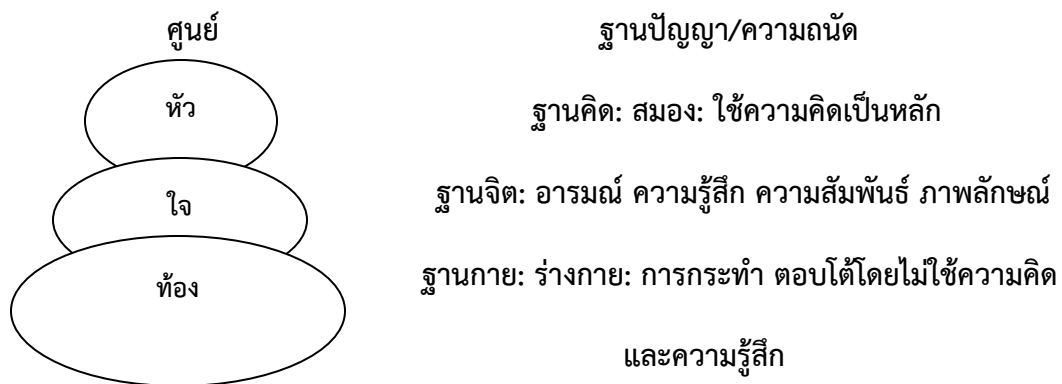 ศูนย์ ฐานปัญญา/ความถนัด
หัว ฐานคิด: สมอง: ใช้ความคิดเป็นหลัก
ใจ ฐานจิต: อารมณ์ ความรู้สึก ความสัมพันธ์ ภาพลักษณ์
ท้อง ฐานกาย: ร่างกาย: การกระทำ ตอบโต้โดยไม่ใช้ความคิด
และความรู้สึก